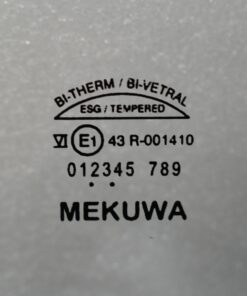 BI-THERM / BI-VETRAL
ESG / TEMPERED
VI E1 43 R-001410
012345 789
MEKUWA